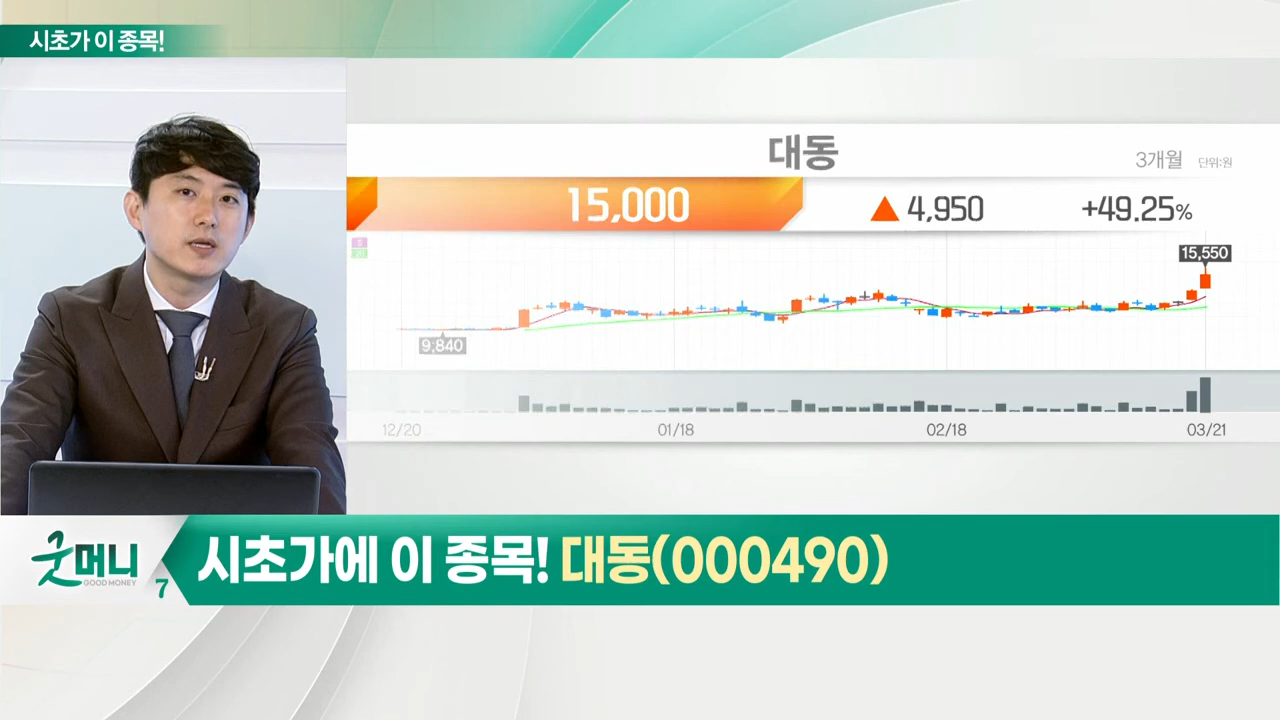 시초가 이 종목!
대동
3개월 단위:원
15,000 ▲ 4,950 +49.25%
5
20
15,550
9,840
12/20 01/18 02/18 03/21
굿머니
GOOD MONEY
7
시초가에 이 종목! 대동(000490)